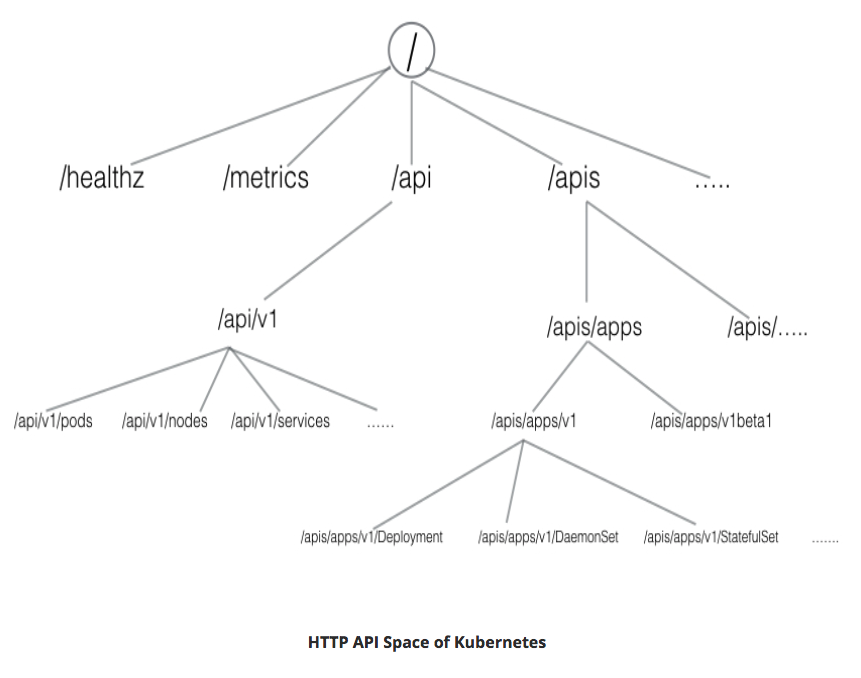 /
/healthz
/metrics
/api
/apis
.....
/api/v1
/apis/apps
/apis/.....
/api/v1/pods
/api/v1/nodes
/api/v1/services
......
/apis/apps/v1
/apis/apps/v1beta1
/apis/apps/v1/Deployment
/apis/apps/v1/DaemonSet
/apis/apps/v1/StatefulSet
.......
HTTP API Space of Kubernetes